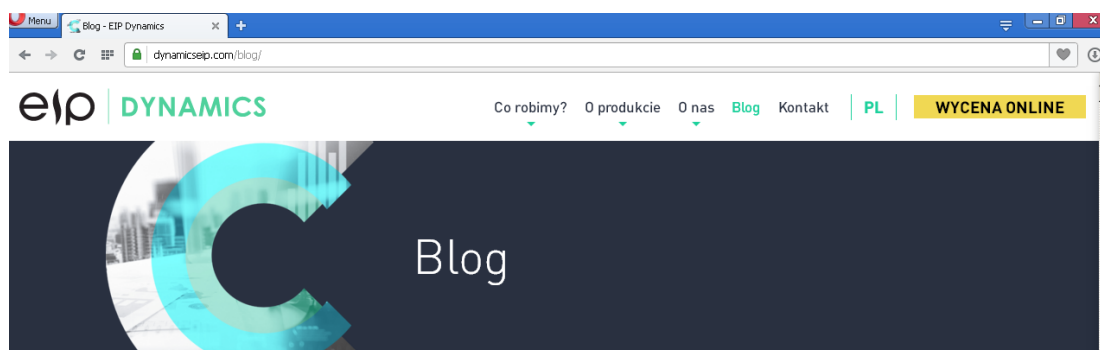 Menu
Blog - EIP Dynamics
dynamicseip.com/blog/
eip DYNAMICS
Co robimy? O produkcie O nas Blog Kontakt PL WYCENA ONLINE
Blog